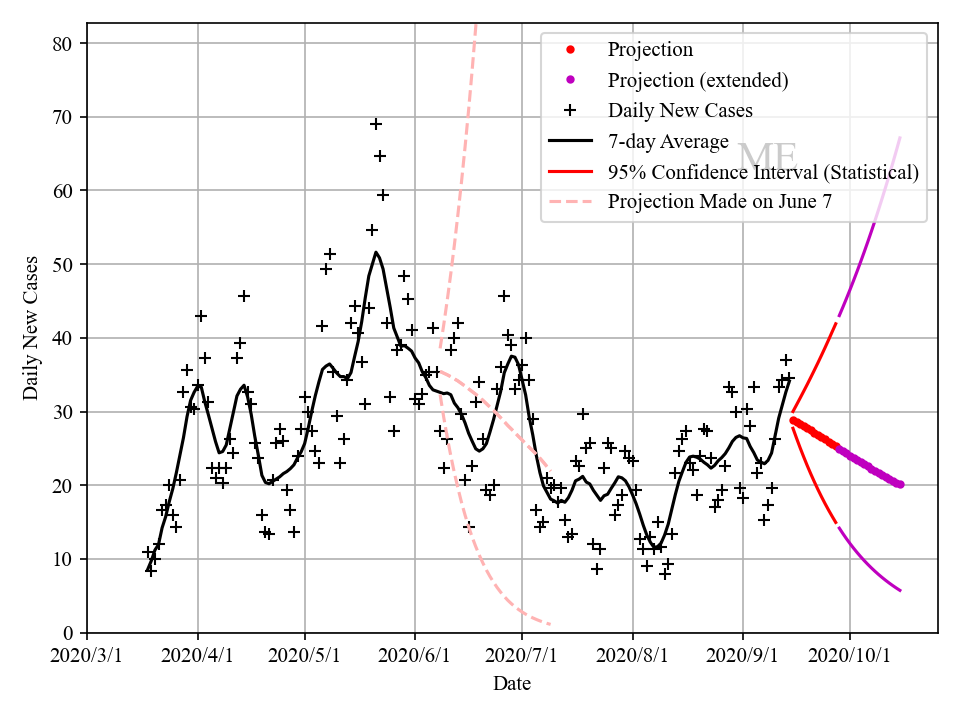 80
70
60
50
40
30
20
10
0
Daily New Cases
2020/3/1 2020/4/1 2020/5/1 2020/6/1 2020/7/1 2020/8/1 2020/9/1 2020/10/1
Date
Projection
Projection (extended)
Daily New Cases
7-day Average
ME
95% Confidence Interval (Statistical)
Projection Made on June 7